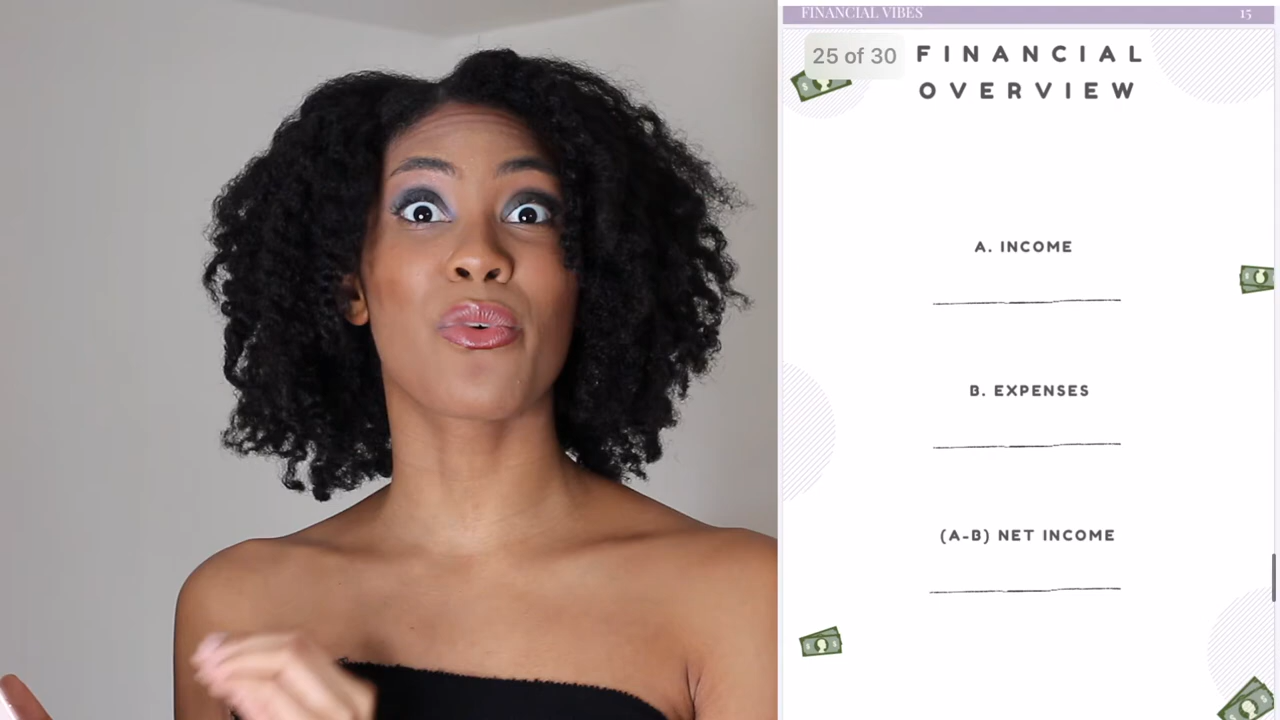 FINANCIAL VIBES 15
25 of 30
FINANCIAL
OVERVIEW
A. INCOME
B. EXPENSES
(A-B) NET INCOME